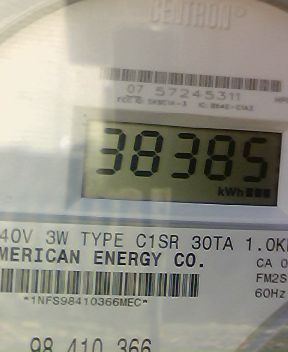 CENTRON®
07 57245311
38385
kWh
40V 3W TYPE C1SR 30TA 1.0K
MERICAN ENERGY CO.
CA 0
FM2S
60Hz
*1NFS98410366MEC*
98 410 366